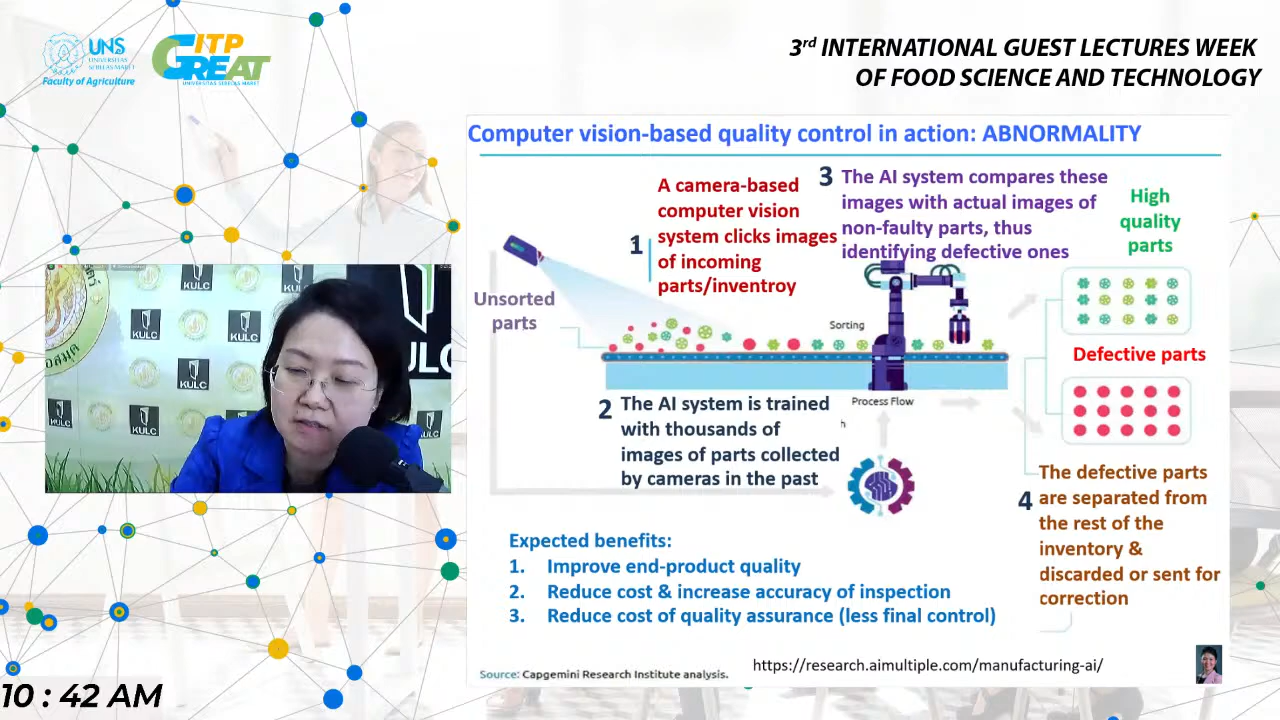 UNS
UNIVERSITAS
SEBELAS MARET
Faculty of Agriculture
ITP
GREAT
UNIVERSITAS SEBELAS MARET
3rd INTERNATIONAL GUEST LECTURES WEEK
OF FOOD SCIENCE AND TECHNOLOGY
Computer vision-based quality control in action: ABNORMALITY
1
A camera-based
computer vision
system clicks images
of incoming
parts/inventroy
3
The AI system compares these
images with actual images of
non-faulty parts, thus
identifying defective ones
High
quality
parts
Unsorted
parts
Sorting
Defective parts
Process Flow
2
The AI system is trained
with thousands of
images of parts collected
by cameras in the past
h
4
The defective parts
are separated from
the rest of the
inventory &
discarded or sent for
correction
Expected benefits:
1. Improve end-product quality
2. Reduce cost & increase accuracy of inspection
3. Reduce cost of quality assurance (less final control)
Source: Capgemini Research Institute analysis.
https://research.aimultiple.com/manufacturing-ai/
KULC
KULC
KULC
KULC
KULC
KULC
10 : 42 AM